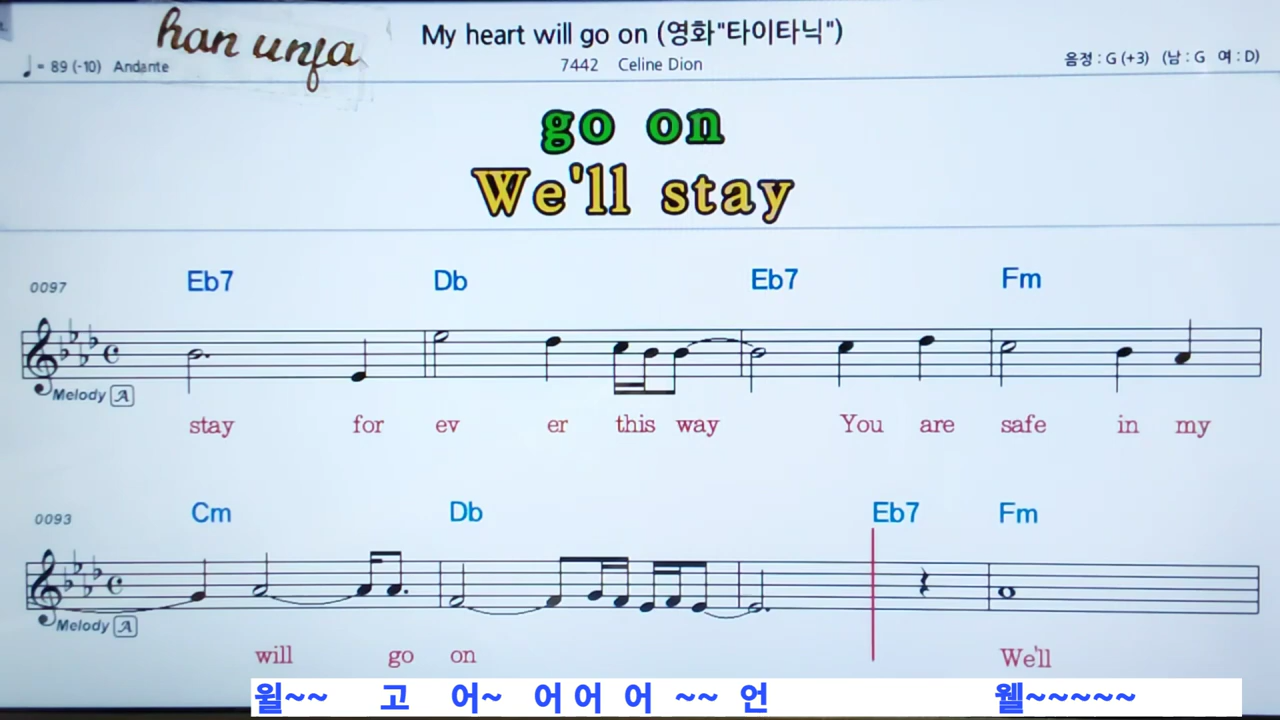 han unfa
My heart will go on (영화"타이타닉")
♩ = 89 (-10) Andante
7442 Celine Dion
음정 : G (+3) (남 : G 여 : D)
go on
We'll stay
0097
Eb7 Db Eb7 Fm
Melody A
stay for ev er this way You are safe in my
0093
Cm Db Eb7 Fm
Melody A
will go on We'll
윌~~ 고 어~ 어 어 어 ~~ 언 웰~~~~~